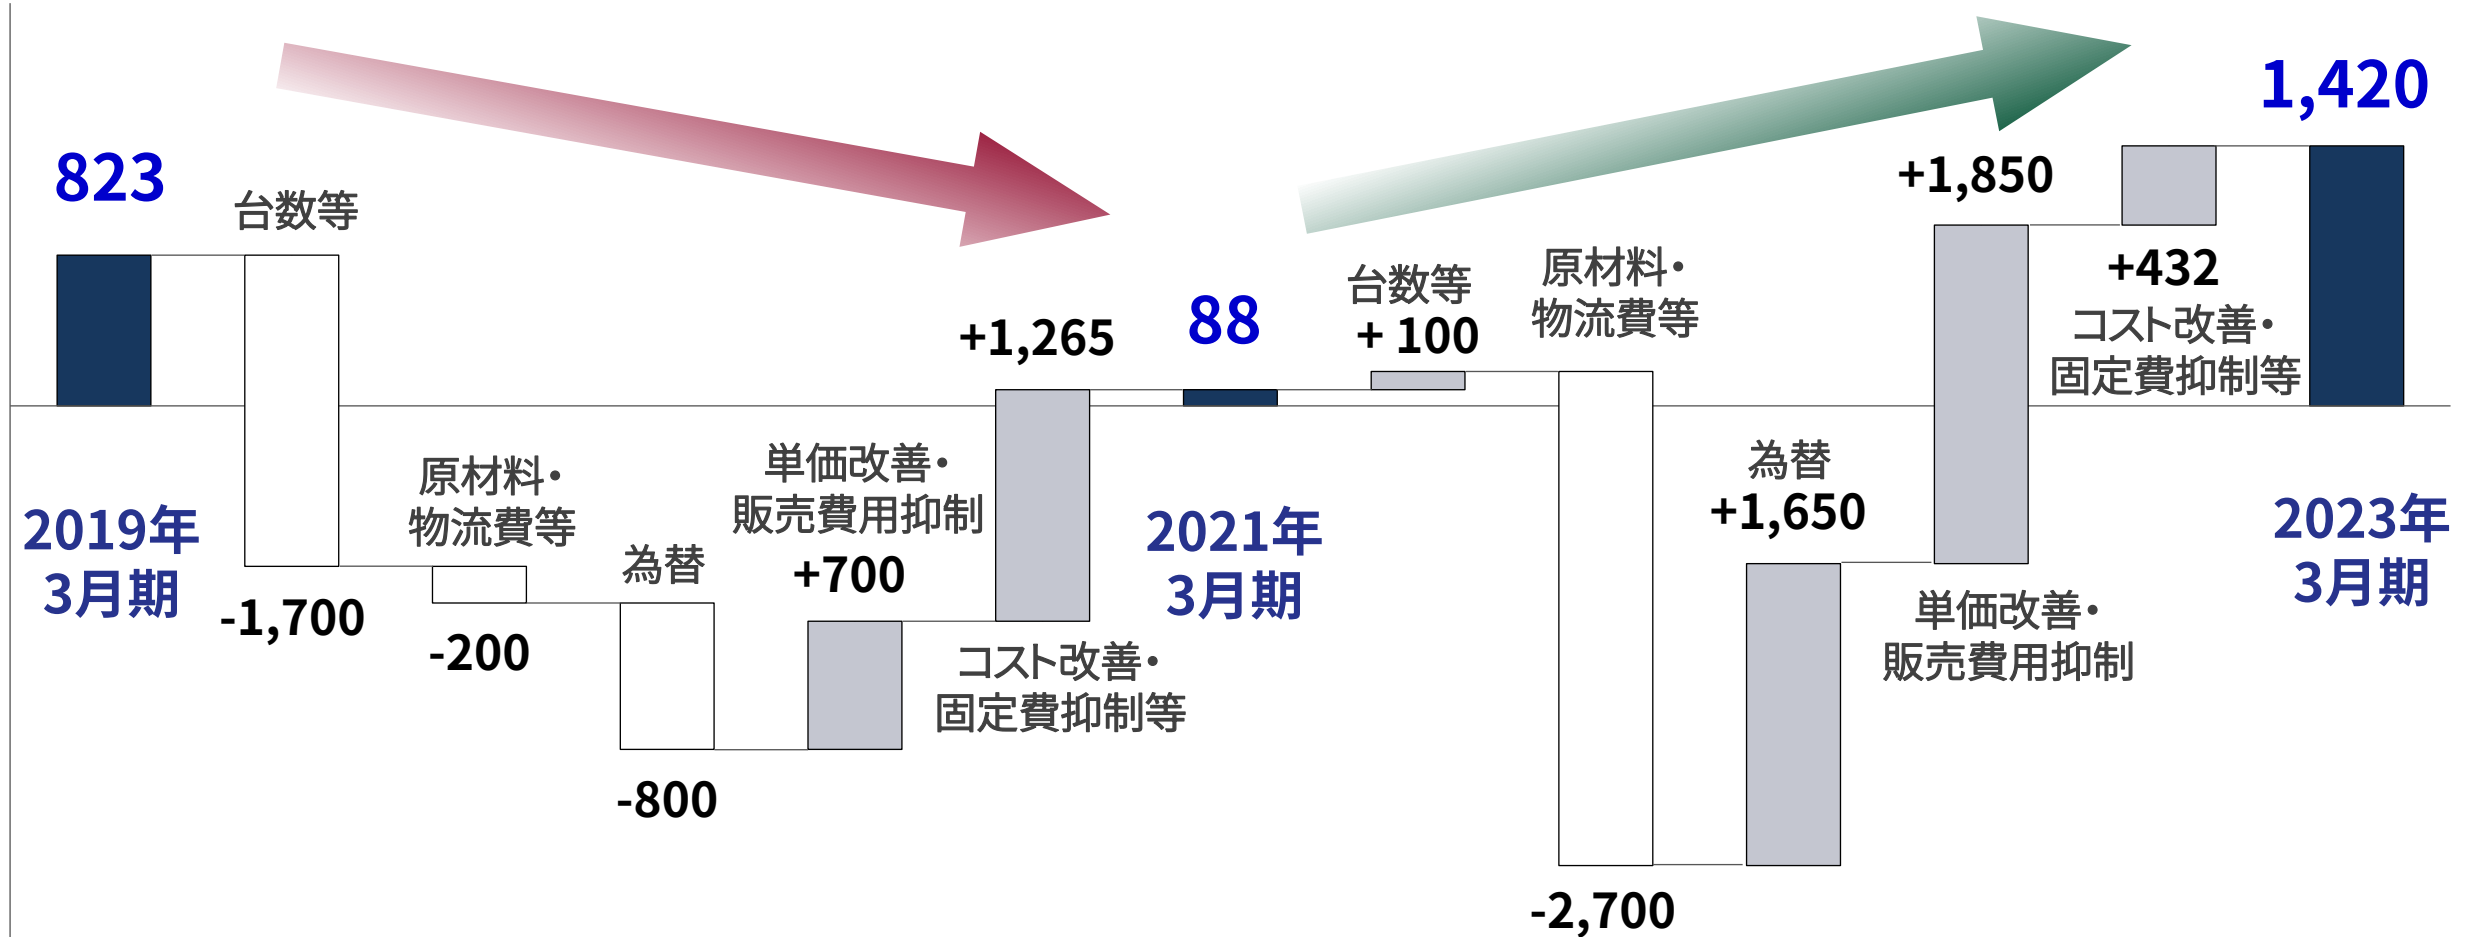 823
台数等
-1,700
2019年
3月期
原材料・
物流費等
-200
為替
-800
単価改善・
販売費用抑制
+700
+1,265
コスト改善・
固定費抑制等
88
2021年
3月期
台数等
+ 100
原材料・
物流費等
-2,700
為替
+1,650
+1,850
単価改善・
販売費用抑制
+432
コスト改善・
固定費抑制等
1,420
2023年
3月期